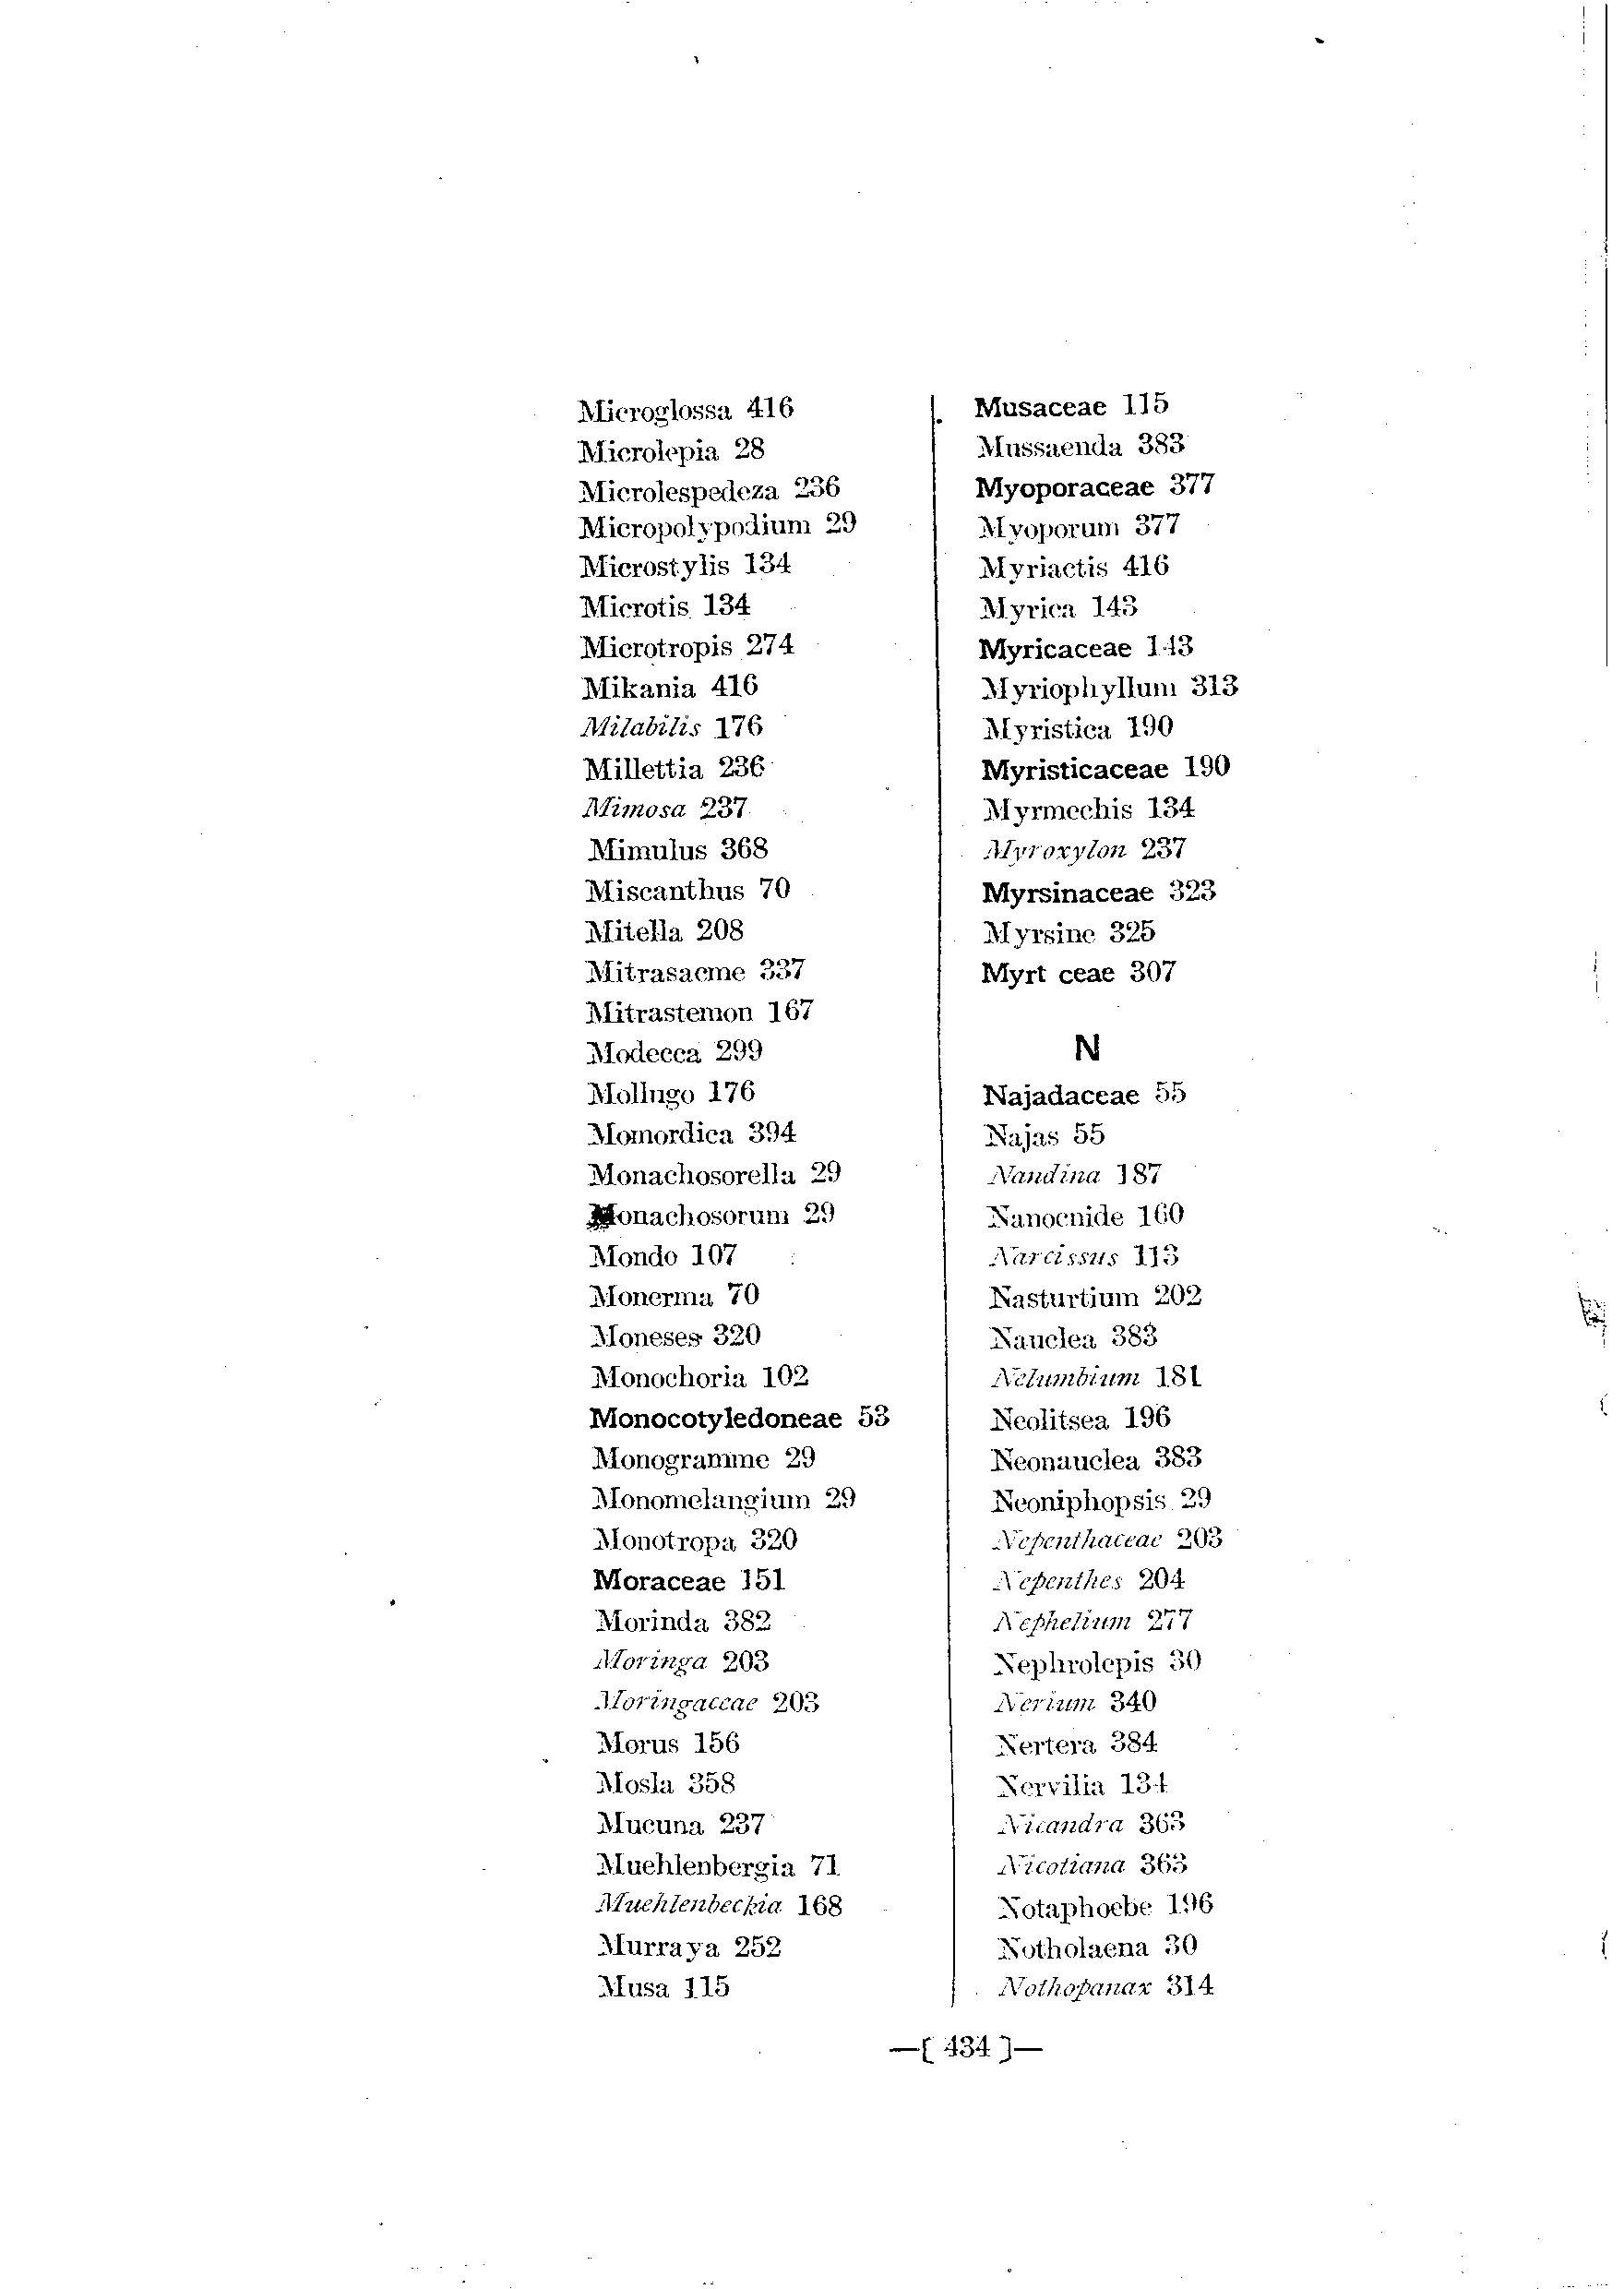 Microglossa 416
Microlepia 28
Microlespedeza 236
Micropolypodium 29
Microstylis 134
Microtis 134
Microtropis 274
Mikania 416
Milabilis 176
Millettia 236
Mimosa 237
Mimulus 368
Miscanthus 70
Mitella 208
Mitrasacme 337
Mitrastemon 167
Modecca 299
Mollugo 176
Momordica 394
Monachosorella 29
Monachosorum 29
Mondo 107
Monerma 70
Moneses 320
Monochoria 102
Monocotyledoneae 53
Monogramme 29
Monomelangium 29
Monotropa 320
Moraceae 151
Morinda 382
Moringa 203
Moringaceae 203
Morus 156
Mosla 358
Mucuna 237
Muehlenbergia 71
Muehlenbeckia 168
Murraya 252
Musa 115
Musaceae 115
Mussaenda 383
Myoporaceae 377
Myoporum 377
Myriactis 416
Myrica 143
Myricaceae 143
Myriophyllum 313
Myristica 190
Myristicaceae 190
Myrmechis 134
Myroxylon 237
Myrsinaceae 323
Myrsine 325
Myrt ceae 307
N
Najadaceae 55
Najas 55
Nandina 187
Nanocnide 160
Narcissus 113
Nasturtium 202
Nauclea 383
Nelumbium 181
Neolitsea 196
Neonauclea 383
Neoniphopsis 29
Nepenthaceae 203
Nepenthes 204
Nephelium 277
Nephrolepis 30
Nerium 340
Nertera 384
Nervilia 134
Nicandra 363
Nicotiana 363
Notaphoebe 196
Notholaena 30
Nothopanax 314
—[ 434 ]—